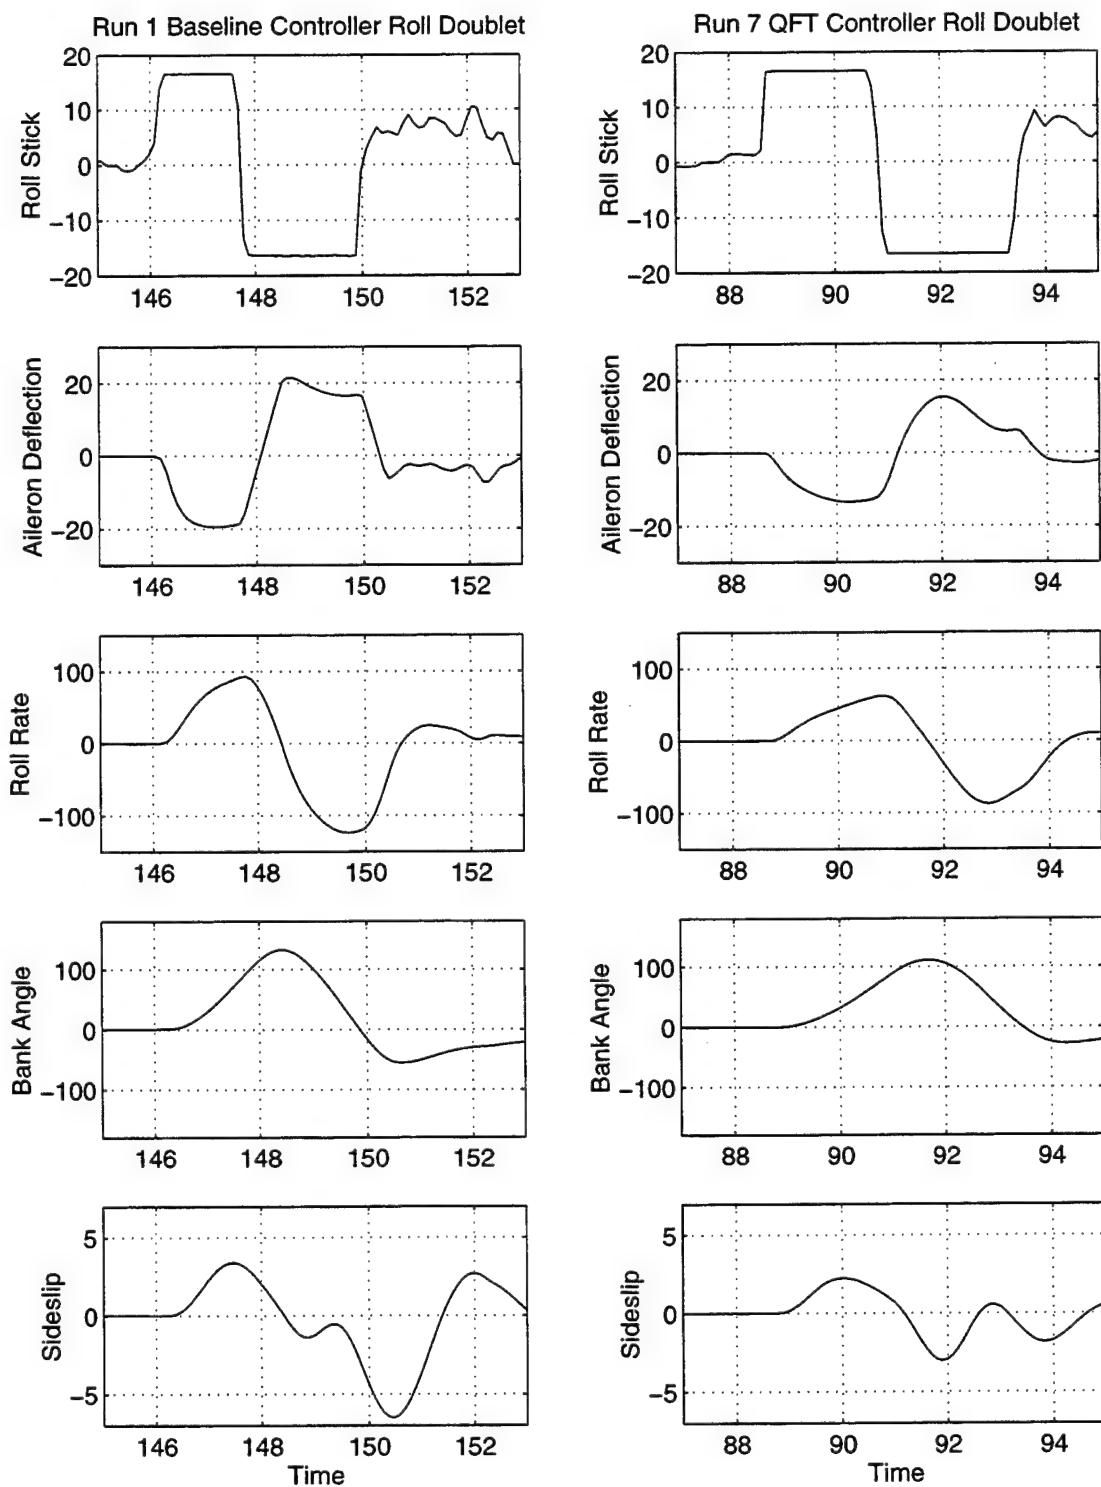 Run 1 Baseline Controller Roll Doublet
20
10
0
−10
−20
Roll Stick
146 148 150 152
20
0
−20
Aileron Deflection
146 148 150 152
100
0
−100
Roll Rate
146 148 150 152
100
0
−100
Bank Angle
146 148 150 152
5
0
−5
Sideslip
146 148 150 152
Time
Run 7 QFT Controller Roll Doublet
20
10
0
−10
−20
Roll Stick
88 90 92 94
20
0
−20
Aileron Deflection
88 90 92 94
100
0
−100
Roll Rate
88 90 92 94
100
0
−100
Bank Angle
88 90 92 94
5
0
−5
Sideslip
88 90 92 94
Time